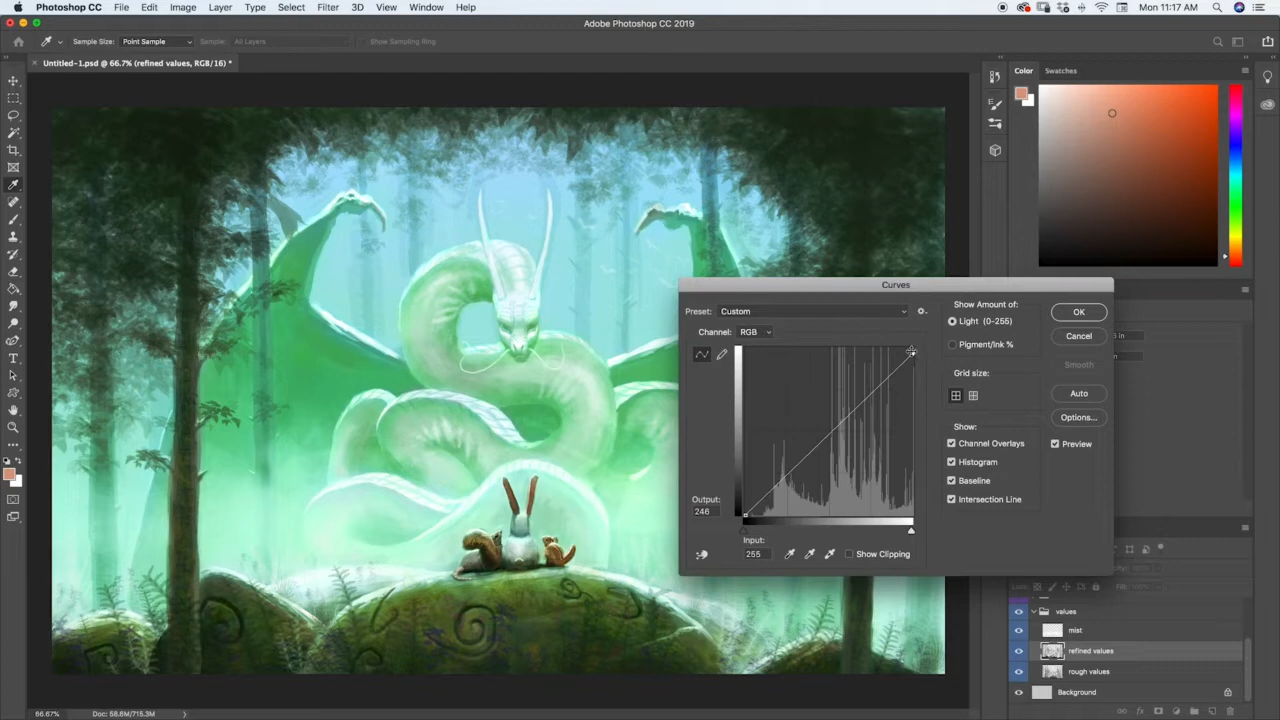 Photoshop CC File Edit Image Layer Type Select Filter 3D View Window Help Mon 11:17 AM
Adobe Photoshop CC 2019
Sample Size: Point Sample Sample: All Layers Show Sampling Ring
Untitled-1.psd @ 66.7% (refined values, RGB/16) *
Color Swatches
Curves
Preset: Custom
Channel: RGB
Output:
246
Input:
255
Show Clipping
Show Amount of:
Light (0-255)
Pigment/Ink %
Grid size:
Show:
Channel Overlays
Histogram
Baseline
Intersection Line
OK
Cancel
Smooth
Auto
Options...
Preview
Lock: Fill: 100%
values
mist
refined values
rough values
Background
66.67% Doc: 58.6M/715.3M